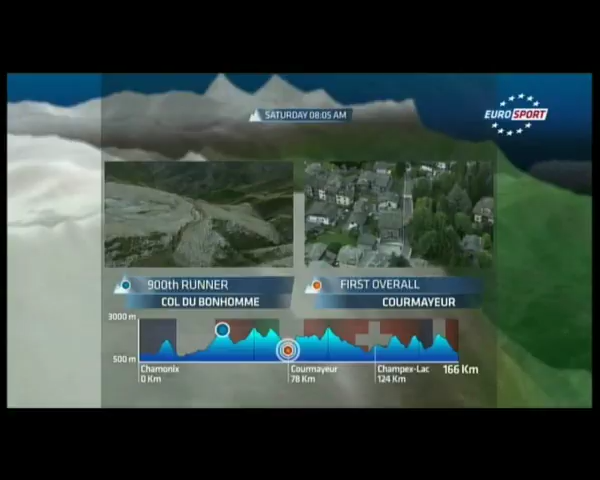 SATURDAY 08:05 AM
EUROSPORT
900th RUNNER
COL DU BONHOMME
FIRST OVERALL
COURMAYEUR
3000 m
500 m
Chamonix
0 Km
Courmayeur
78 Km
Champex-Lac
124 Km
166 Km